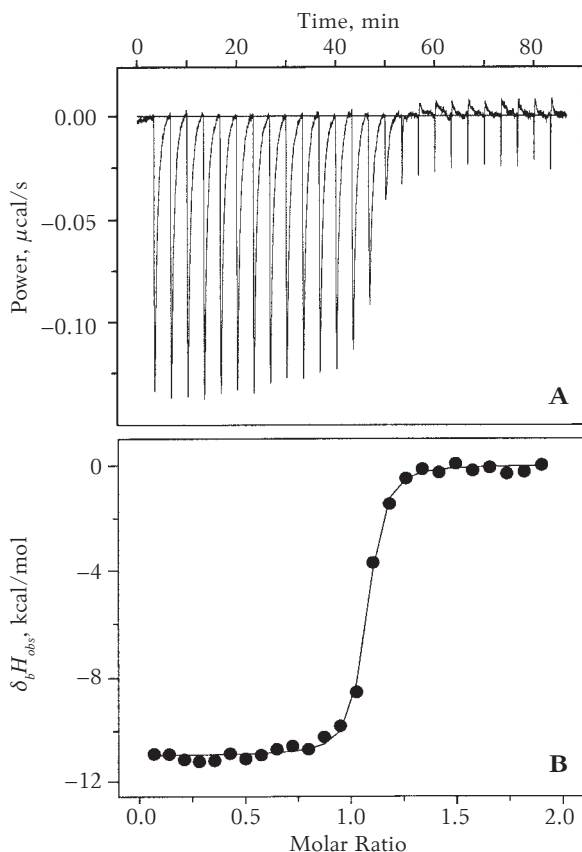 Time, min
0 20 40 60 80
0.00
−0.05
−0.10
Power, μcal/s
A
0
−4
−8
−12
δbHobs, kcal/mol
B
0.0 0.5 1.0 1.5 2.0
Molar Ratio